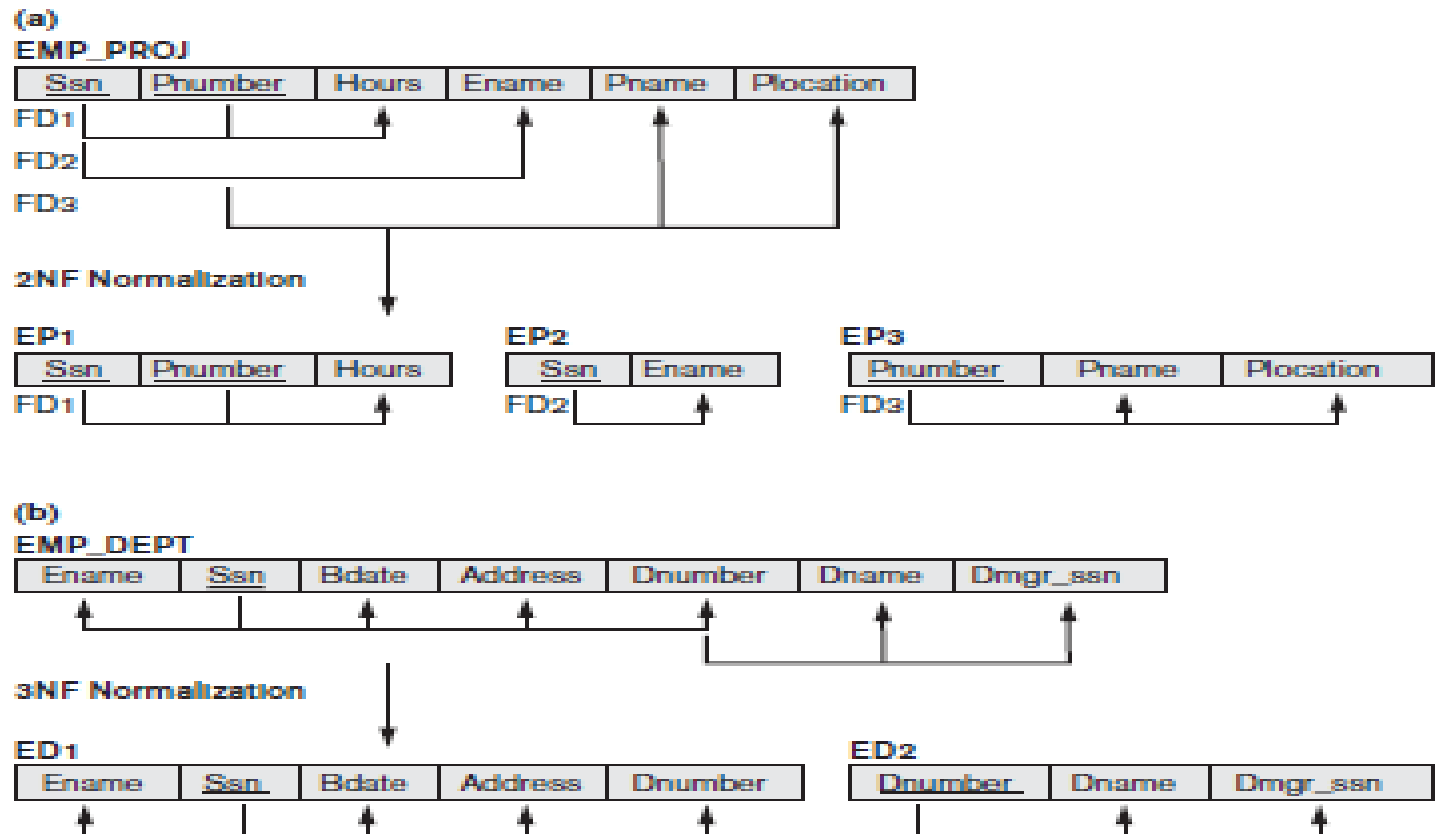 (a)
EMP_PROJ
Ssn Pnumber Hours Ename Pname Plocation
FD1
FD2
FD3
2NF Normalization
EP1 EP2 EP3
Ssn Pnumber Hours Ssn Ename Pnumber Pname Plocation
FD1 FD2 FD3
(b)
EMP_DEPT
Ename Ssn Bdate Address Dnumber Dname Dmgr_ssn
3NF Normalization
ED1 ED2
Ename Ssn Bdate Address Dnumber Dnumber Dname Dmgr_ssn